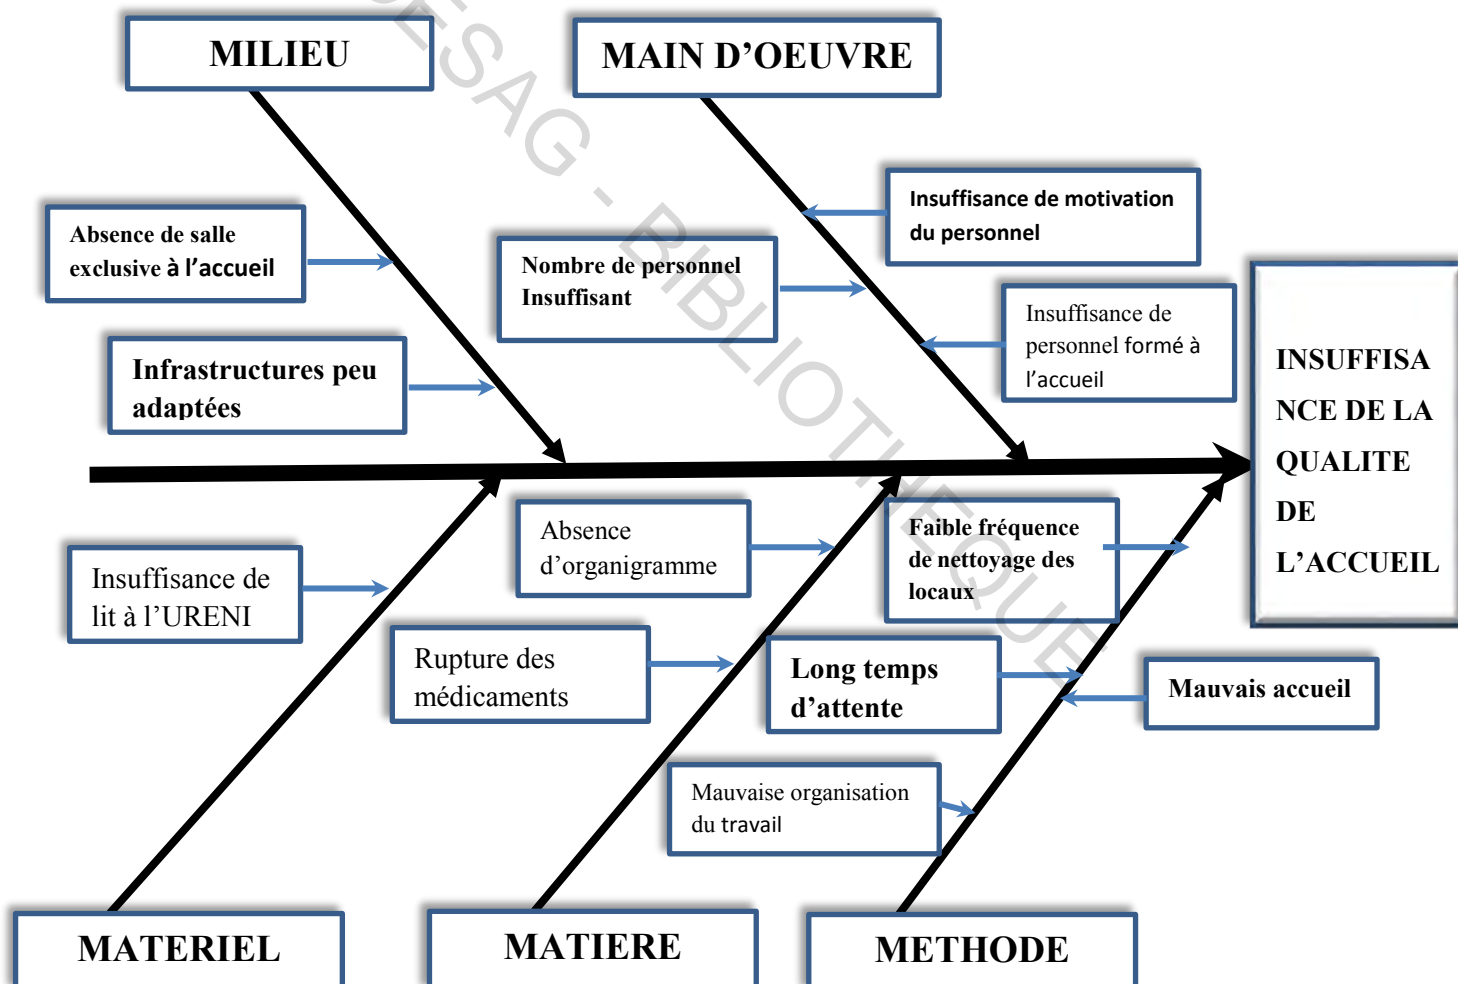 MILIEU
MAIN D'OEUVRE
Absence de salle
exclusive à l'accueil
Infrastructures peu
adaptées
Nombre de personnel
Insuffisant
Insuffisance de motivation
du personnel
Insuffisance de
personnel formé à
l'accueil
INSUFFISA
NCE DE LA
QUALITE
DE
L'ACCUEIL
Insuffisance de
lit à l'URENI
Absence
d'organigramme
Rupture des
médicaments
Faible fréquence
de nettoyage des
locaux
Long temps
d'attente
Mauvais accueil
Mauvaise organisation
du travail
MATERIEL
MATIERE
METHODE
CESAG - BIBLIOTHEQUE